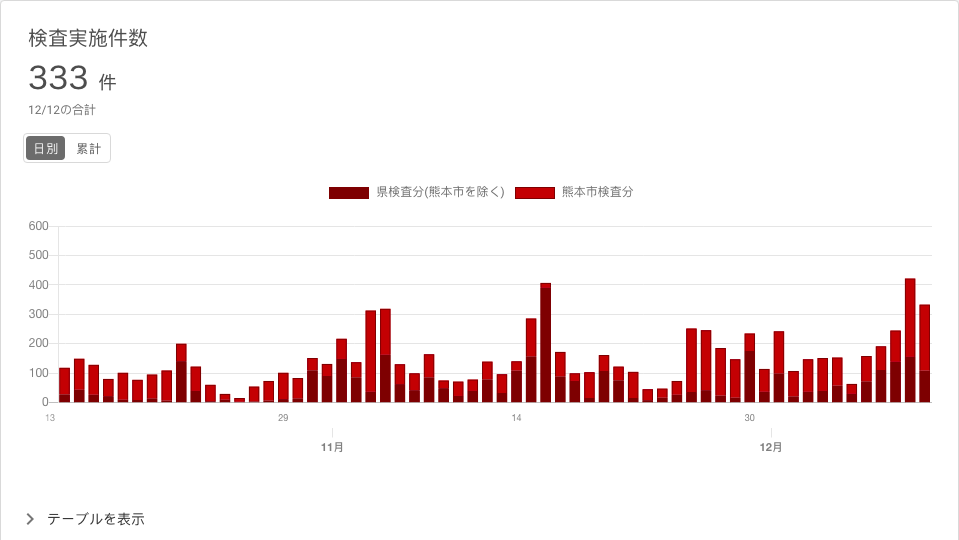 検査実施件数
333 件
12/12の合計
日別 累計
県検査分(熊本市を除く) 熊本市検査分
600
500
400
300
200
100
0
13 29 14 30
11月 12月
テーブルを表示